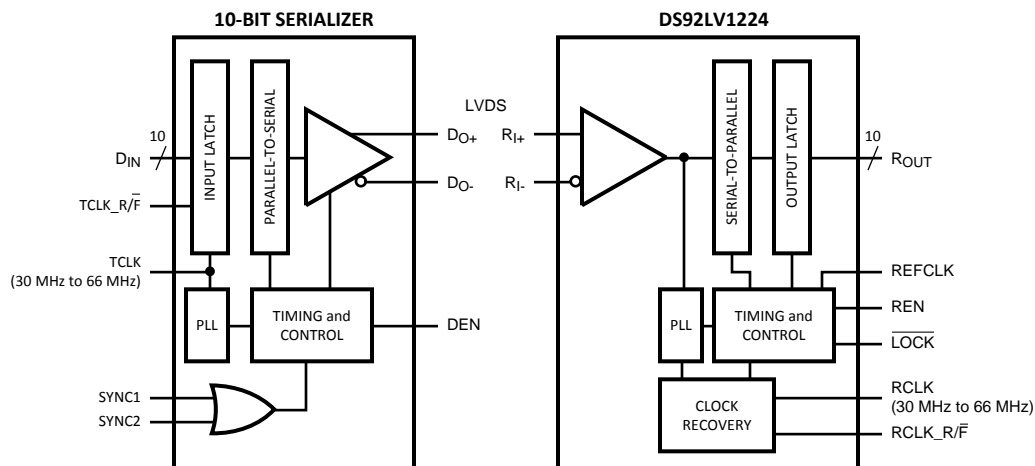 10-BIT SERIALIZER
DS92LV1224
LVDS
10
DIN
TCLK_R/F̅
TCLK
(30 MHz to 66 MHz)
SYNC1
SYNC2
INPUT LATCH
PARALLEL-TO-SERIAL
PLL
TIMING and
CONTROL
DO+
DO-
DEN
RI+
RI-
SERIAL-TO-PARALLEL
OUTPUT LATCH
PLL
TIMING and
CONTROL
CLOCK
RECOVERY
10
ROUT
REFCLK
REN
L̅O̅C̅K̅
RCLK
(30 MHz to 66 MHz)
RCLK_R/F̅